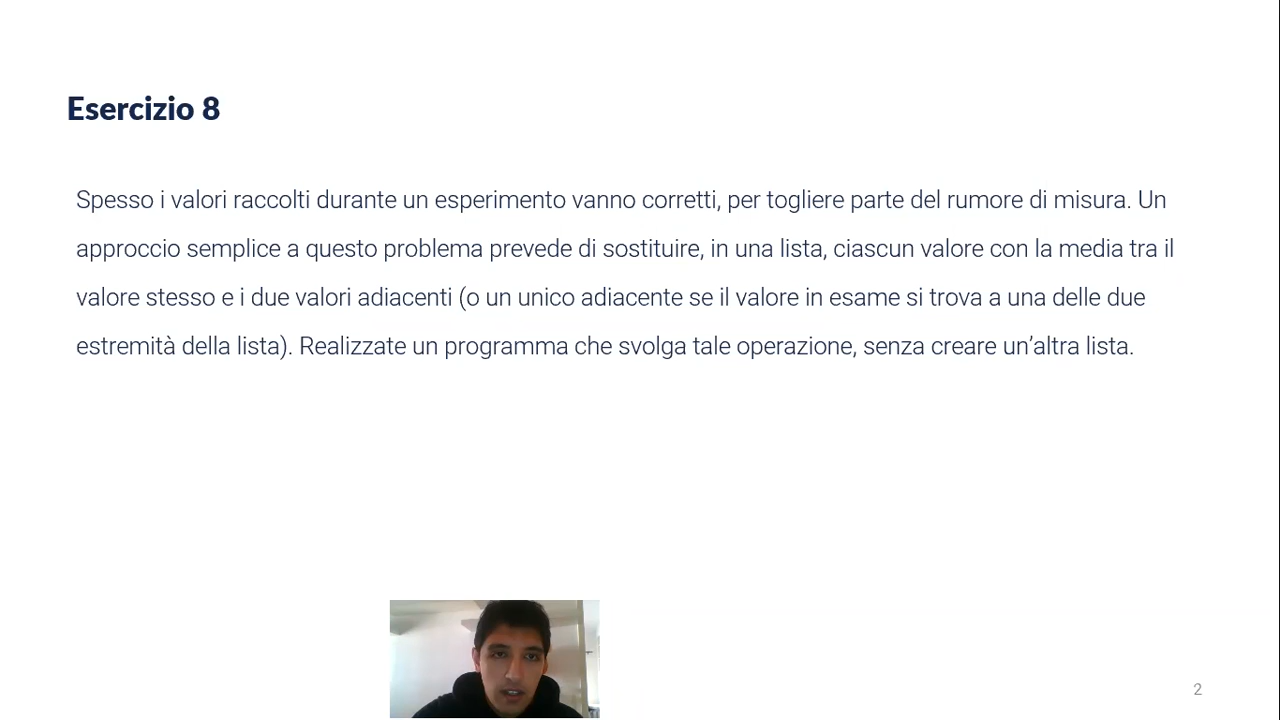 Esercizio 8
Spesso i valori raccolti durante un esperimento vanno corretti, per togliere parte del rumore di misura. Un
approccio semplice a questo problema prevede di sostituire, in una lista, ciascun valore con la media tra il
valore stesso e i due valori adiacenti (o un unico adiacente se il valore in esame si trova a una delle due
estremità della lista). Realizzate un programma che svolga tale operazione, senza creare un’altra lista.
2